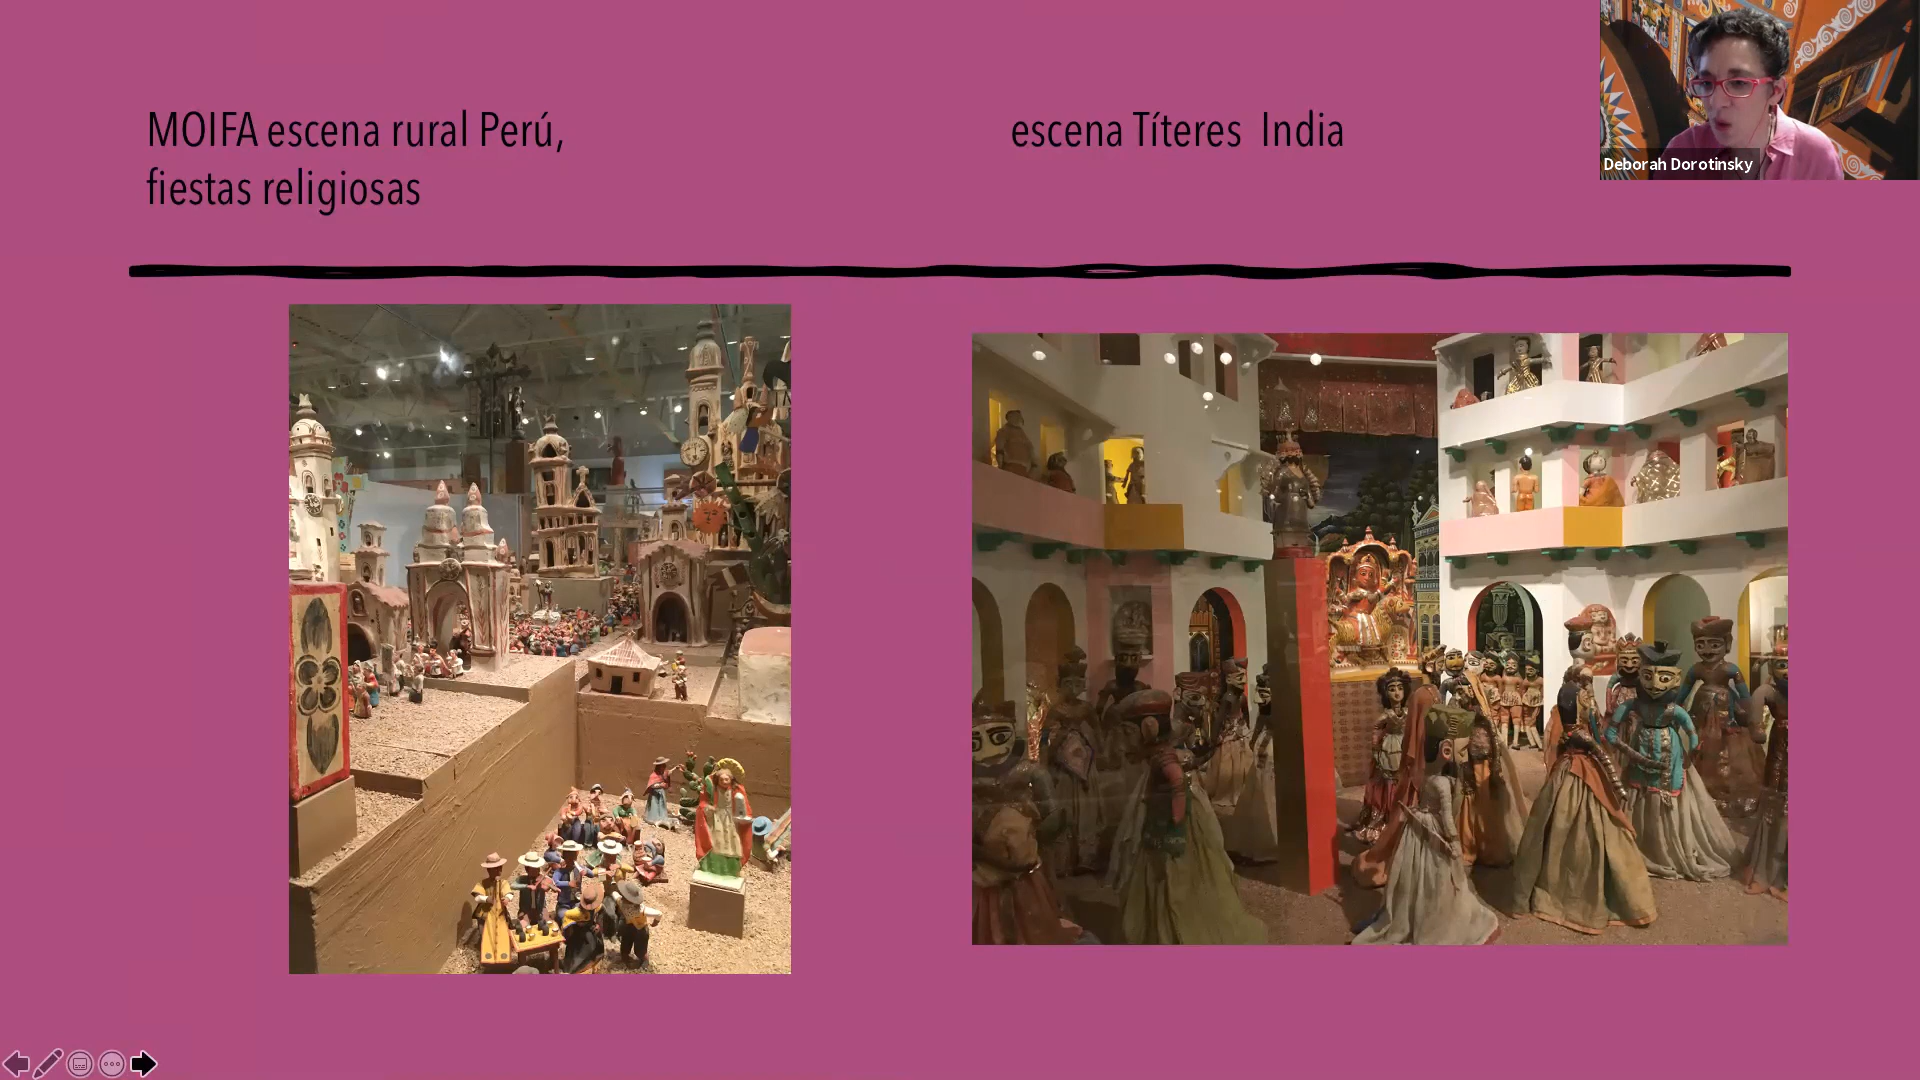 MOIFA escena rural Perú,
fiestas religiosas
escena Títeres India
Deborah Dorotinsky